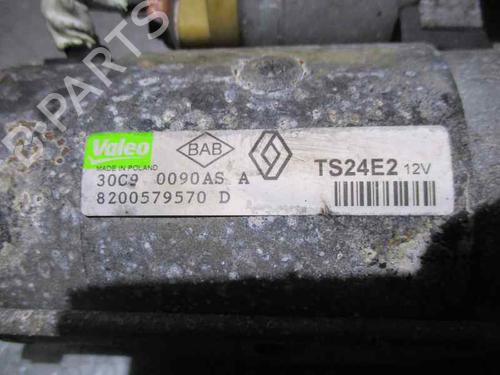 Valeo
MADE IN POLAND
BAB
TS24E2 12V
30C9 0090AS A
8200579570 D
B-PARTS